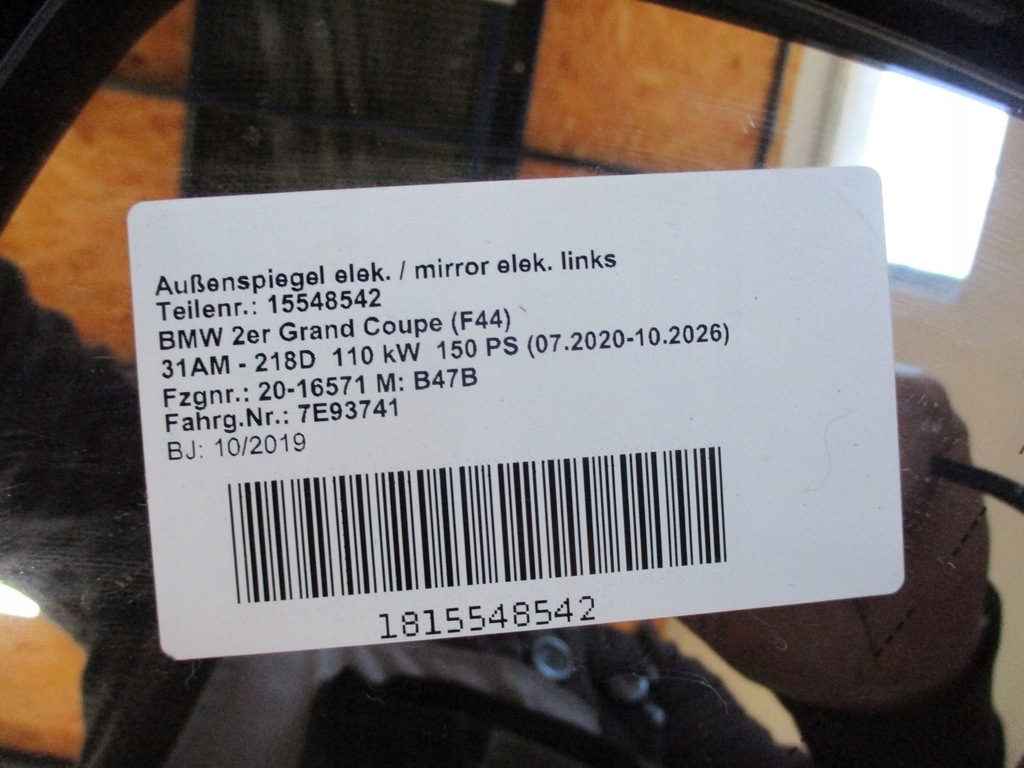 Außenspiegel elek. / mirror elek. links
Teilenr.: 15548542
BMW 2er Grand Coupe (F44)
31AM - 218D 110 kW 150 PS (07.2020-10.2026)
Fzgnr.: 20-16571 M: B47B
Fahrg.Nr.: 7E93741
BJ: 10/2019
1815548542